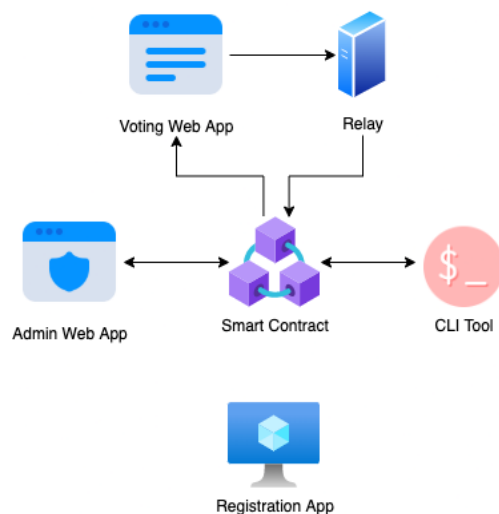 Voting Web App
Relay
Admin Web App
Smart Contract
$_
CLI Tool
Registration App